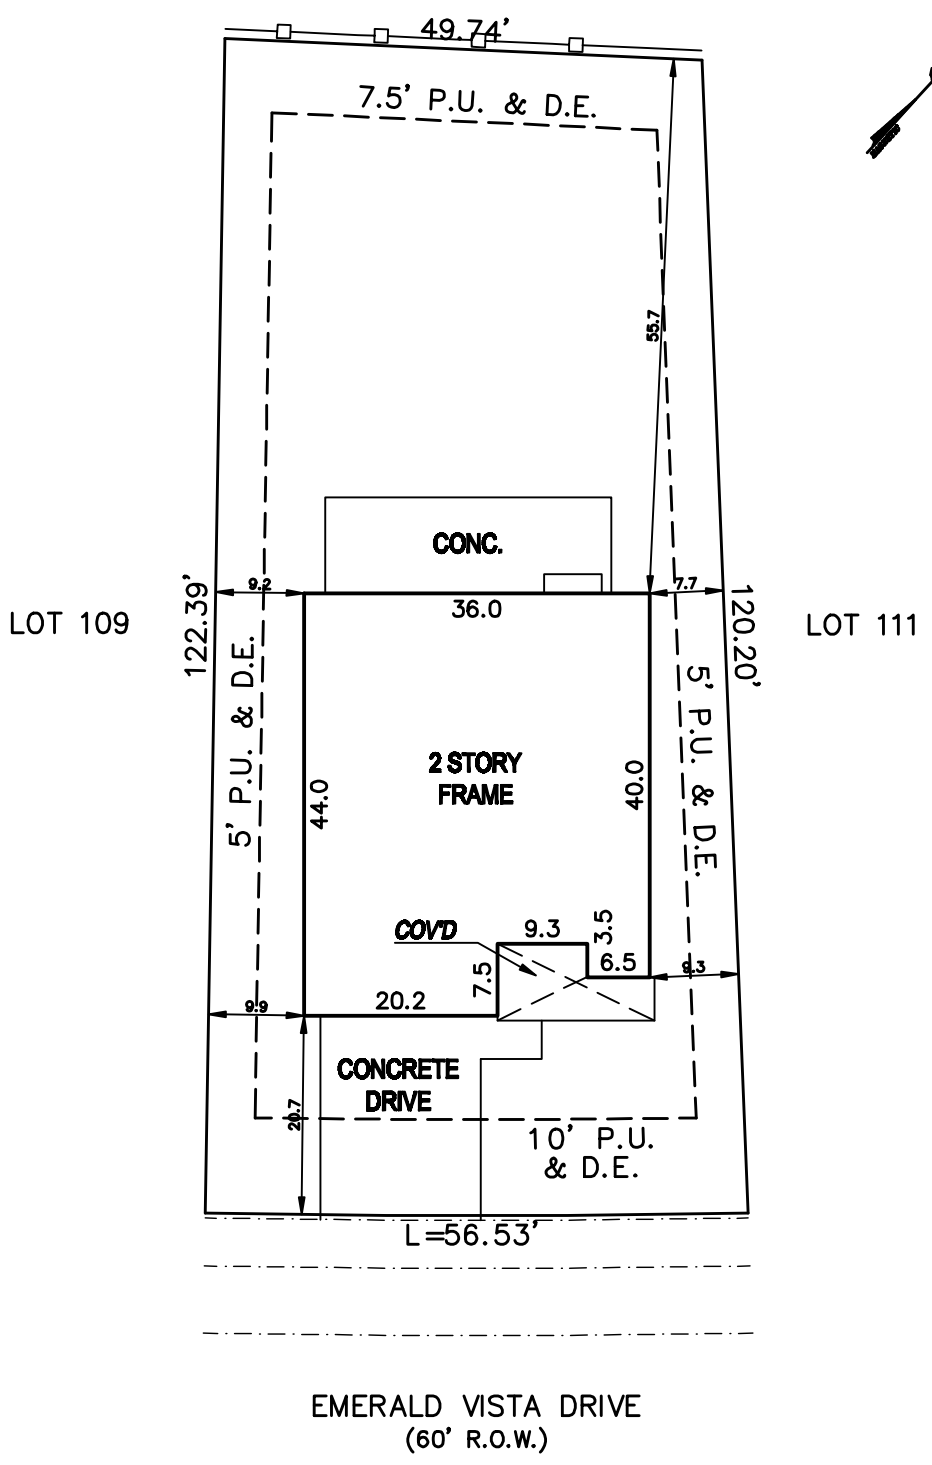 49.74'
7.5' P.U. & D.E.
55.7
CONC.
9.2
7.7
36.0
122.39'
120.20'
LOT 109
LOT 111
5' P.U. & D.E.
5' P.U. & D.E.
2 STORY
FRAME
44.0
40.0
COV'D
9.3
3.5
6.5
7.5
9.3
20.2
9.9
CONCRETE
DRIVE
20.7
10' P.U.
& D.E.
L=56.53'
EMERALD VISTA DRIVE
(60' R.O.W.)